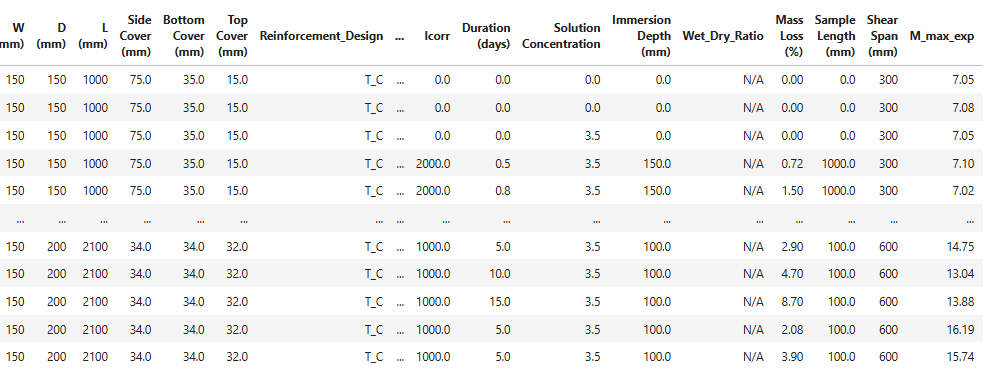 W (mm) D (mm) L (mm) Side Cover (mm) Bottom Cover (mm) Top Cover (mm) Reinforcement_Design ... Icorr Duration (days) Solution Concentration Immersion Depth (mm) Wet_Dry_Ratio Mass Loss (%) Sample Length (mm) Shear Span (mm) M_max_exp
150 150 1000 75.0 35.0 15.0 T_C ... 0.0 0.0 0.0 0.0 N/A 0.00 0.0 300 7.05
150 150 1000 75.0 35.0 15.0 T_C ... 0.0 0.0 0.0 0.0 N/A 0.00 0.0 300 7.08
150 150 1000 75.0 35.0 15.0 T_C ... 0.0 0.0 3.5 0.0 N/A 0.00 0.0 300 7.05
150 150 1000 75.0 35.0 15.0 T_C ... 2000.0 0.5 3.5 150.0 N/A 0.72 1000.0 300 7.10
150 150 1000 75.0 35.0 15.0 T_C ... 2000.0 0.8 3.5 150.0 N/A 1.50 1000.0 300 7.02
... ... ... ... ... ... ... ... ... ... ... ... ... ... ... ... ...
150 200 2100 34.0 34.0 32.0 T_C ... 1000.0 5.0 3.5 100.0 N/A 2.90 100.0 600 14.75
150 200 2100 34.0 34.0 32.0 T_C ... 1000.0 10.0 3.5 100.0 N/A 4.70 100.0 600 13.04
150 200 2100 34.0 34.0 32.0 T_C ... 1000.0 15.0 3.5 100.0 N/A 8.70 100.0 600 13.88
150 200 2100 34.0 34.0 32.0 T_C ... 1000.0 5.0 3.5 100.0 N/A 2.08 100.0 600 16.19
150 200 2100 34.0 34.0 32.0 T_C ... 1000.0 5.0 3.5 100.0 N/A 3.90 100.0 600 15.74